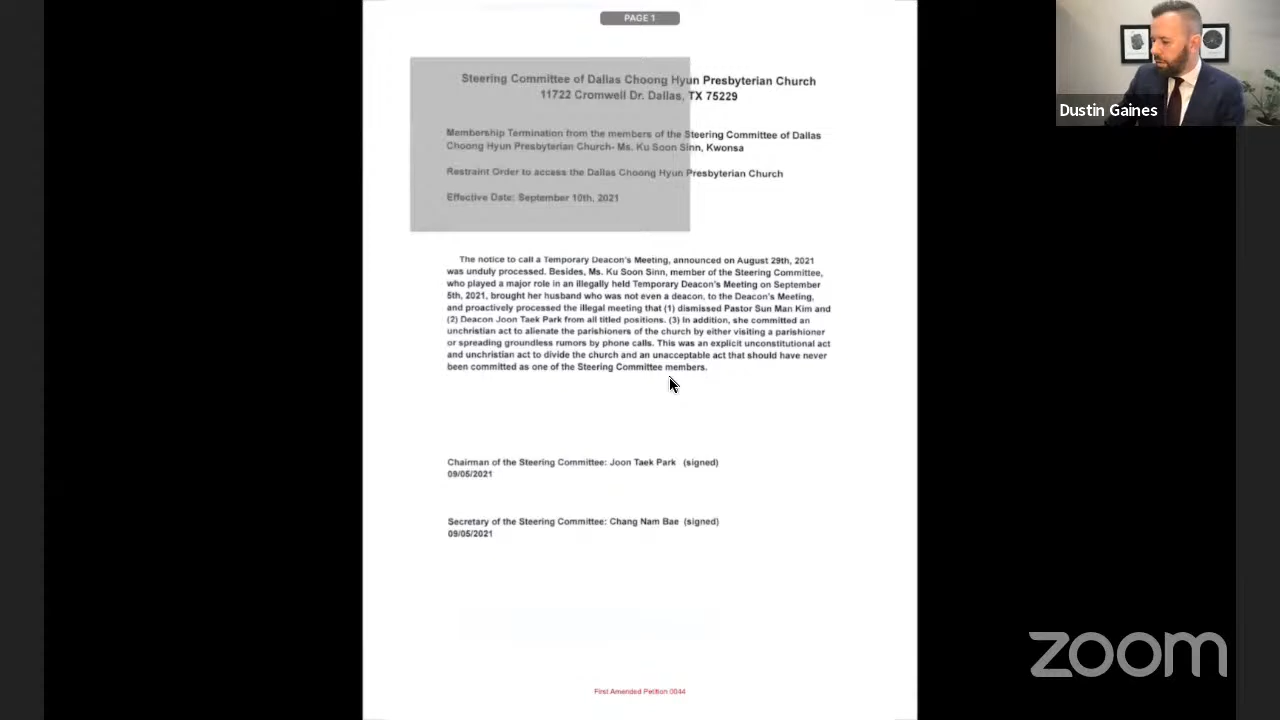 PAGE 1
Steering Committee of Dallas Choong Hyun Presbyterian Church
11722 Cromwell Dr. Dallas, TX 75229
Membership Termination from the members of the Steering Committee of Dallas
Choong Hyun Presbyterian Church- Ms. Ku Soon Sinn, Kwonsa
Restraint Order to access the Dallas Choong Hyun Presbyterian Church
Effective Date: September 10th, 2021
The notice to call a Temporary Deacon's Meeting, announced on August 29th, 2021
was unduly processed. Besides, Ms. Ku Soon Sinn, member of the Steering Committee,
who played a major role in an illegally held Temporary Deacon's Meeting on September
5th, 2021, brought her husband who was not even a deacon, to the Deacon's Meeting,
and proactively processed the illegal meeting that (1) dismissed Pastor Sun Man Kim and
(2) Deacon Joon Taek Park from all titled positions. (3) In addition, she committed an
unchristian act to alienate the parishioners of the church by either visiting a parishioner
or spreading groundless rumors by phone calls. This was an explicit unconstitutional act
and unchristian act to divide the church and an unacceptable act that should have never
been committed as one of the Steering Committee members.
Chairman of the Steering Committee: Joon Taek Park (signed)
09/05/2021
Secretary of the Steering Committee: Chang Nam Bae (signed)
09/05/2021
First Amended Petition 0044
Dustin Gaines
zoom